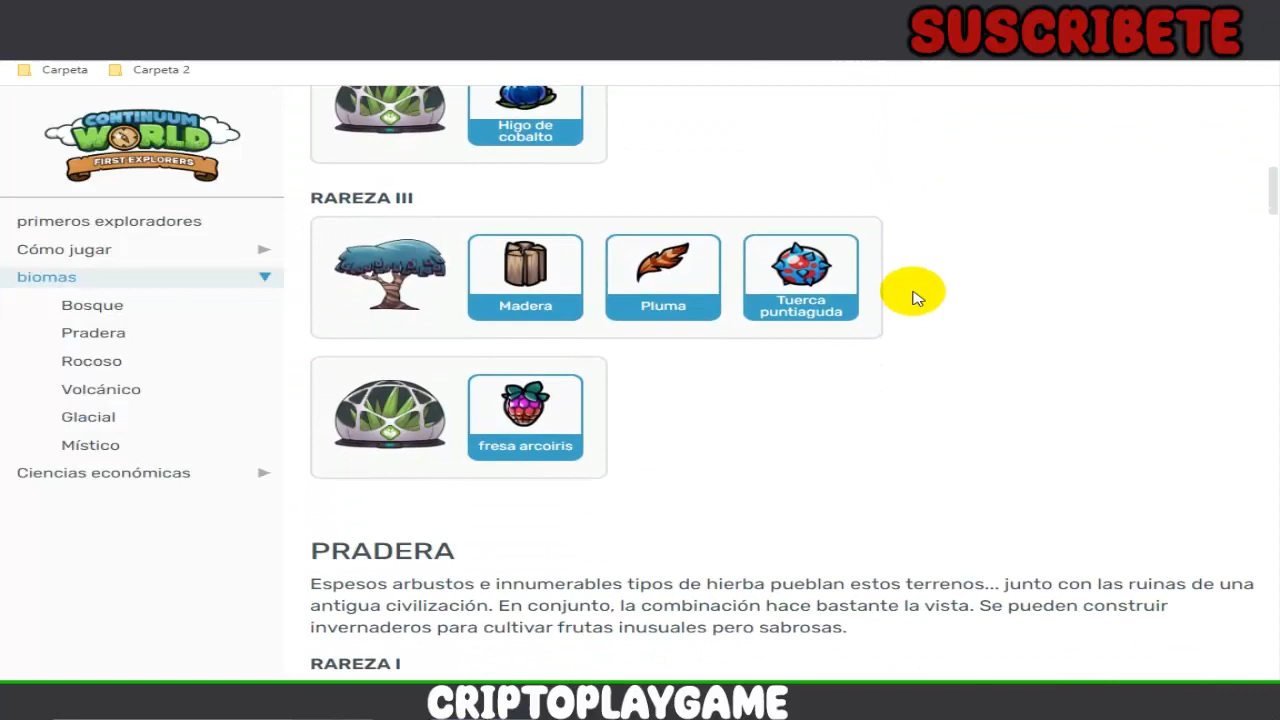 SUSCRIBETE
Carpeta
Carpeta 2
CONTINUUM
WORLD
FIRST EXPLORERS
primeros exploradores
Cómo jugar
biomas
Bosque
Pradera
Rocoso
Volcánico
Glacial
Místico
Ciencias económicas
Higo de
cobalto
RAREZA III
Madera
Pluma
Tuerca
puntiaguda
fresa arcoiris
PRADERA
Espesos arbustos e innumerables tipos de hierba pueblan estos terrenos... junto con las ruinas de una
antigua civilización. En conjunto, la combinación hace bastante la vista. Se pueden construir
invernaderos para cultivar frutas inusuales pero sabrosas.
RAREZA I
CRIPTOPLAYGAME